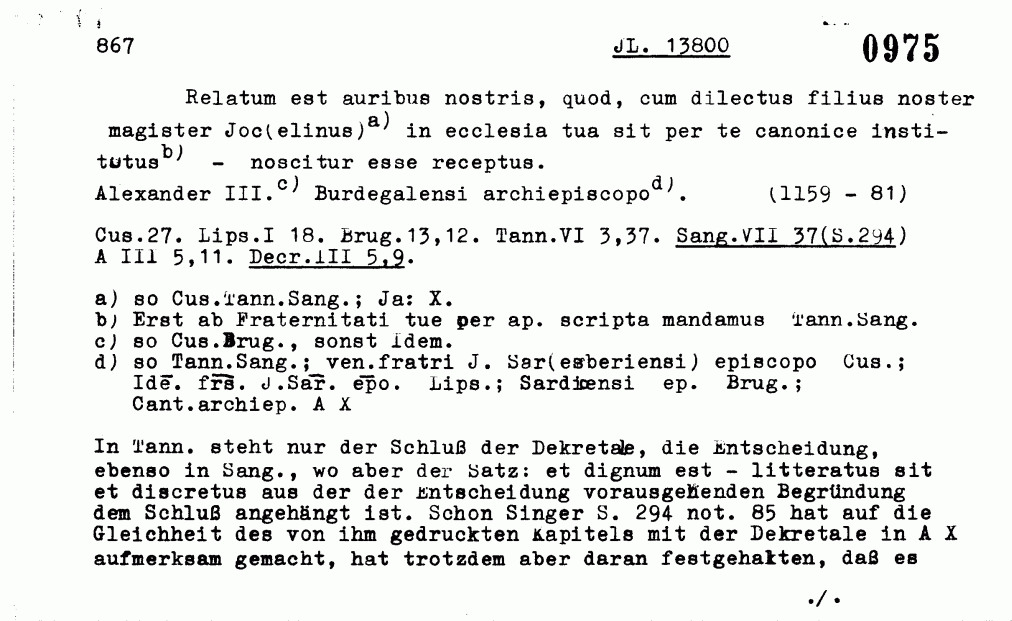 867 JL. 13800 0975
Relatum est auribus nostris, quod, cum dilectus filius noster
magister Joc(elinus)a) in ecclesia tua sit per te canonice insti-
tutusb) - noscitur esse receptus.
Alexander III.c) Burdegalensi archiepiscopod). (1159 - 81)
Cus.27. Lips.I 18. Brug.13,12. Tann.VI 3,37. Sang.VII 37(S.294)
A III 5,11. Decr.III 5,9.
a) so Cus.Tann.Sang.; Ja: X.
b) Erst ab Fraternitati tue per ap. scripta mandamus Tann.Sang.
c) so Cus.Brug., sonst idem.
d) so Tann.Sang.; ven.fratri J. Sar(esberiensi) episcopo Cus.;
Idē. fr̄s̄. J.Sar̄. ep̄o. Lips.; Sardicensi ep. Brug.;
Cant.archiep. A X
In Tann. steht nur der Schluß der Dekretale, die Entscheidung,
ebenso in Sang., wo aber der Satz: et dignum est - litteratus sit
et discretus aus der der Entscheidung vorausgehenden Begründung
dem Schluß angehängt ist. Schon Singer S. 294 not. 85 hat auf die
Gleichheit des von ihm gedruckten Kapitels mit der Dekretale in A X
aufmerksam gemacht, hat trotzdem aber daran festgehalten, daß es
./.